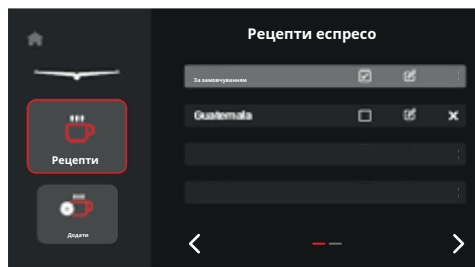 Рецепти еспресо
За замовчуванням
Guatemala
Рецепти
Додати